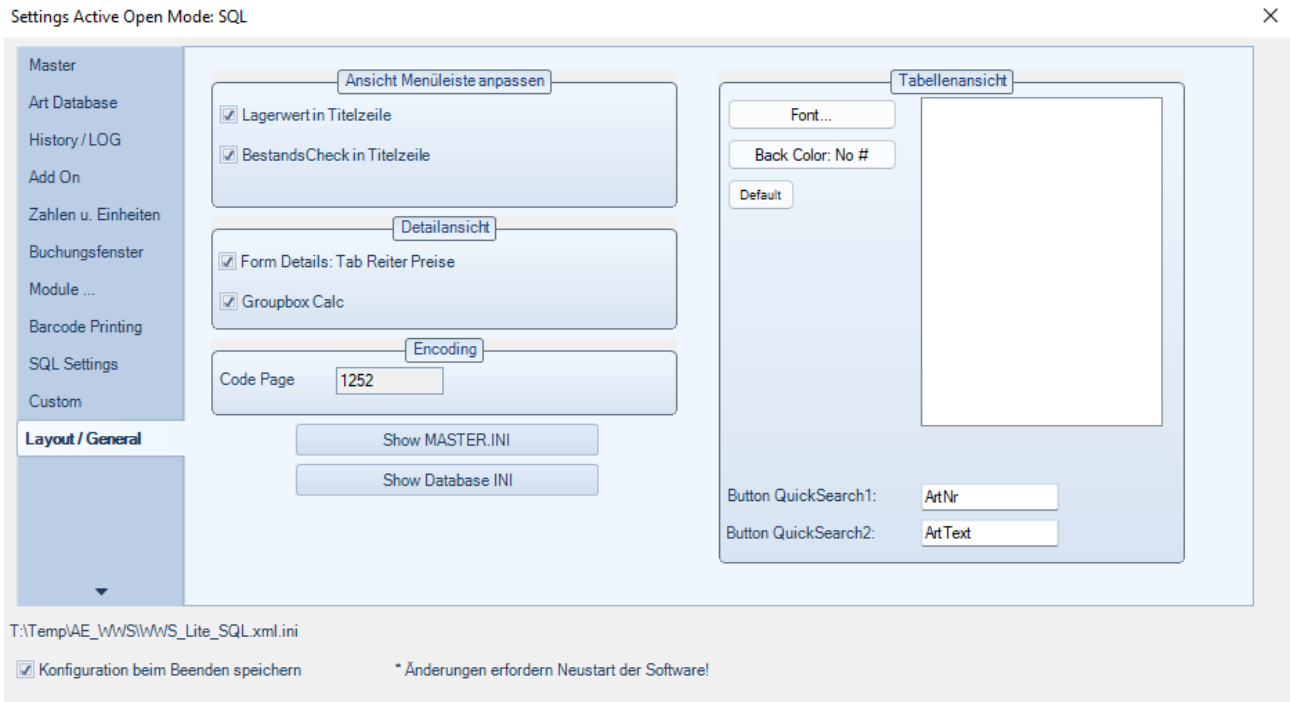 Settings Active Open Mode: SQL
Master
Art Database
History / LOG
Add On
Zahlen u. Einheiten
Buchungsfenster
Module ...
Barcode Printing
SQL Settings
Custom
Layout / General
Ansicht Menüleiste anpassen
Lagerwert in Titelzeile
BestandsCheck in Titelzeile
Detailansicht
Form Details: Tab Reiter Preise
Groupbox Calc
Encoding
Code Page 1252
Show MASTER.INI
Show Database INI
Tabellenansicht
Font...
Back Color: No #
Default
Button QuickSearch1: ArtNr
Button QuickSearch2: ArtText
T:\Temp\AE_WWS\WWS_Lite_SQL.xml.ini
Konfiguration beim Beenden speichern
* Änderungen erfordern Neustart der Software!